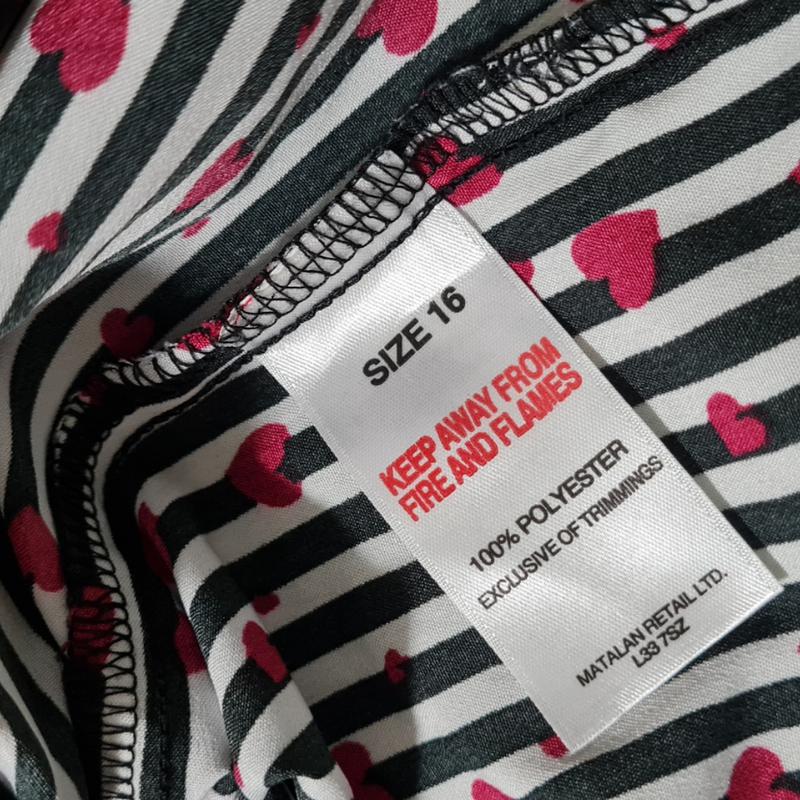 SIZE 16
KEEP AWAY FROM
FIRE AND FLAMES
100% POLYESTER
EXCLUSIVE OF TRIMMINGS
MATALAN RETAIL LTD.
L33 7SZ